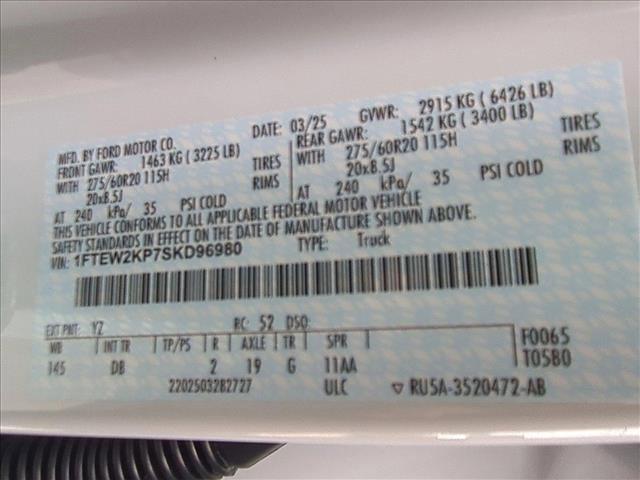 MFD. BY FORD MOTOR CO. DATE: 03/25 GVWR: 2915 KG ( 6426 LB)
FRONT GAWR: 1463 KG ( 3225 LB) REAR GAWR: 1542 KG ( 3400 LB)
WITH 275/60R20 115H TIRES WITH 275/60R20 115H TIRES
20x8.5J RIMS 20x8.5J RIMS
AT 240 kPa/ 35 PSI COLD AT 240 kPa/ 35 PSI COLD
THIS VEHICLE CONFORMS TO ALL APPLICABLE FEDERAL MOTOR VEHICLE
SAFETY STANDARDS IN EFFECT ON THE DATE OF MANUFACTURE SHOWN ABOVE.
VIN: 1FTEW2KP7SKD96980 TYPE: Truck
EXT PNT: YZ RC: 52 DSO: F0065
WB INT TR TP/PS R AXLE TR SPR T0580
145 DB 2 19 G 11AA
2202503282727 ULC RU5A-3520472-AB